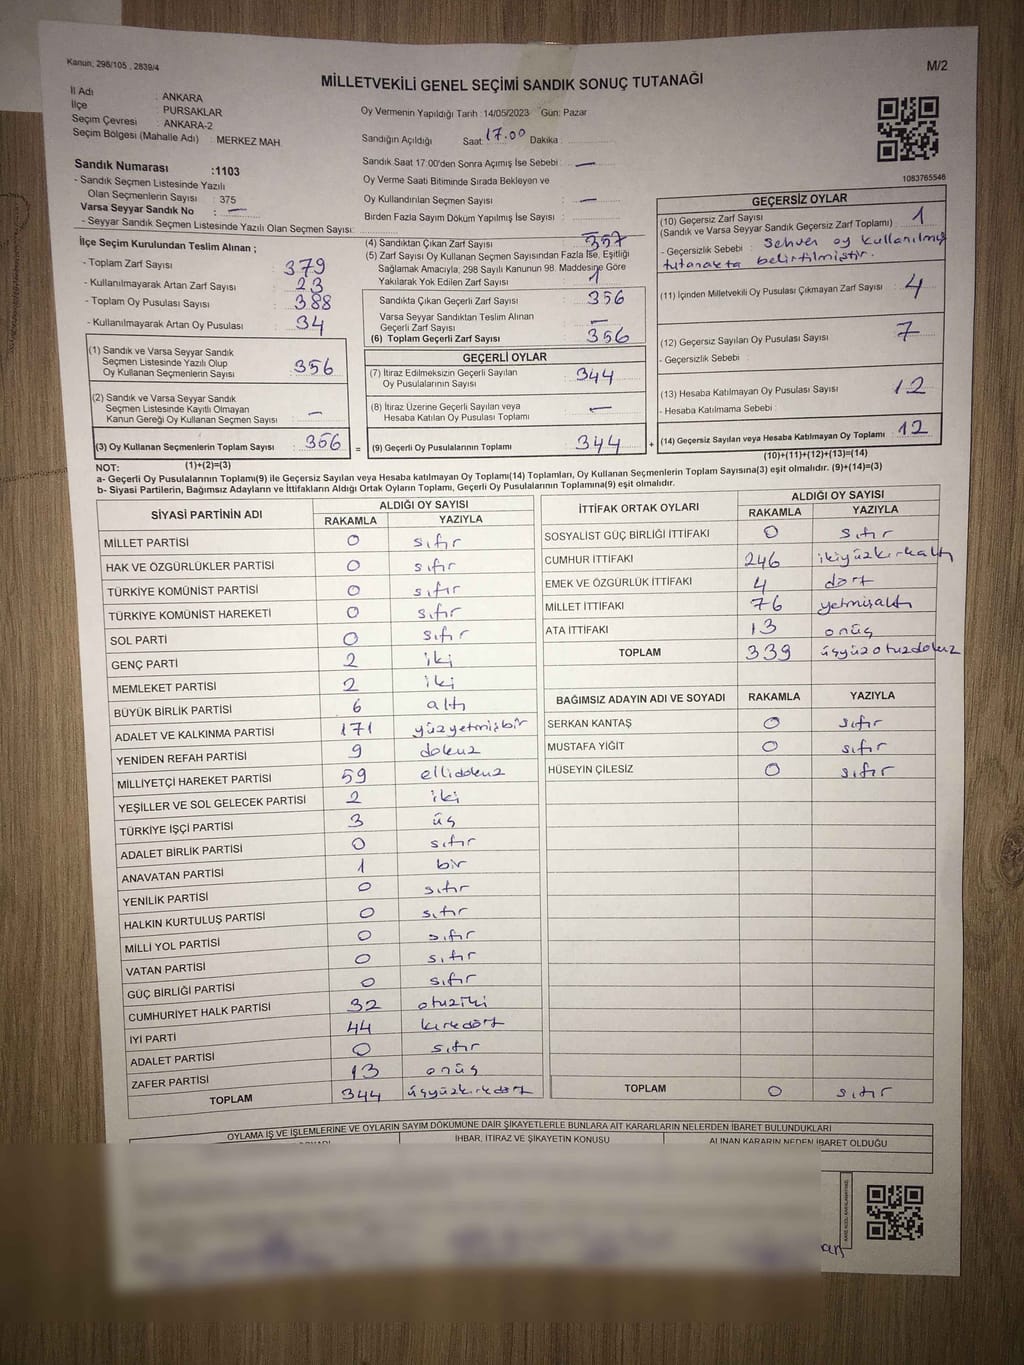 Kanun, 298/105 , 2839/4
M/2
MİLLETVEKİLİ GENEL SEÇİMİ SANDIK SONUÇ TUTANAĞI
İl Adı : ANKARA
İlçe : PURSAKLAR
Seçim Çevresi : ANKARA-2
Seçim Bölgesi (Mahalle Adı) : MERKEZ MAH.
Oy Vermenin Yapıldığı Tarih :14/05/2023 Gün: Pazar
Sandığın Açıldığı Saat: 17.00 Dakika :
1083765546
Sandık Numarası :1103
- Sandık Seçmen Listesinde Yazılı
Olan Seçmenlerin Sayısı : 375
Varsa Seyyar Sandık No : —
- Seyyar Sandık Seçmen Listesinde Yazılı Olan Seçmen Sayısı:
Sandık Saat 17:00'den Sonra Açımış İse Sebebi : —
Oy Verme Saati Bitiminde Sırada Bekleyen ve
Oy Kullandırılan Seçmen Sayısı : —
Birden Fazla Sayım Döküm Yapılmış İse Sayısı :
İlçe Seçim Kurulundan Teslim Alınan ;
- Toplam Zarf Sayısı : 379
- Kullanılmayarak Artan Zarf Sayısı : 23
- Toplam Oy Pusulası Sayısı : 388
- Kullanılmayarak Artan Oy Pusulası : 34
(1) Sandık ve Varsa Seyyar Sandık
Seçmen Listesinde Yazılı Olup
Oy Kullanan Seçmenlerin Sayısı : 356
(2) Sandık ve Varsa Seyyar Sandık
Seçmen Listesinde Kayıtlı Olmayan
Kanun Gereği Oy Kullanan Seçmen Sayısı : —
(3) Oy Kullanan Seçmenlerin Toplam Sayısı : 356 =
(4) Sandıktan Çıkan Zarf Sayısı : 357
(5) Zarf Sayısı Oy Kullanan Seçmen Sayısından Fazla İse, Eşitliği
Sağlamak Amacıyla, 298 Sayılı Kanunun 98. Maddesine Göre
Yakılarak Yok Edilen Zarf Sayısı : 1
Sandıkta Çıkan Geçerli Zarf Sayısı : 356
Varsa Seyyar Sandıktan Teslim Alınan
Geçerli Zarf Sayısı : —
(6) Toplam Geçerli Zarf Sayısı : 356
GEÇERLİ OYLAR
(7) İtiraz Edilmeksizin Geçerli Sayılan
Oy Pusulalarının Sayısı : 344
(8) İtiraz Üzerine Geçerli Sayılan veya
Hesaba Katılan Oy Pusulası Toplamı : —
(9) Geçerli Oy Pusulalarının Toplamı : 344 +
GEÇERSİZ OYLAR
(10) Geçersiz Zarf Sayısı : 1
(Sandık ve Varsa Seyyar Sandık Geçersiz Zarf Toplamı)
- Geçersizlik Sebebi : Sehven oy kullanılmış
tutanakta belirtilmiştir.
(11) İçinden Milletvekili Oy Pusulası Çıkmayan Zarf Sayısı : 4
(12) Geçersiz Sayılan Oy Pusulası Sayısı : 7
- Geçersizlik Sebebi :
(13) Hesaba Katılmayan Oy Pusulası Sayısı : 12
- Hesaba Katılmama Sebebi :
(14) Geçersiz Sayılan veya Hesaba Katılmayan Oy Toplamı : 12
(1)+(2)=(3)
(10)+(11)+(12)+(13)=(14)
NOT:
a- Geçerli Oy Pusulasının Toplamı(9) ile Geçersiz Sayılan veya Hesaba katılmayan Oy Toplamı(14) Toplamları, Oy Kullanan Seçmenlerin Toplam Sayısına(3) eşit olmalıdır. (9)+(14)=(3)
b- Siyasi Partilerin, Bağımsız Adayların ve İttifakların Aldığı Ortak Oyların Toplamı, Geçerli Oy Pusulalarının Toplamına(9) eşit olmalıdır.
SİYASİ PARTİNİN ADI ALDIĞI OY SAYISI
RAKAMLA YAZIYLA
MİLLET PARTİSİ 0 sıfır
HAK VE ÖZGÜRLÜKLER PARTİSİ 0 sıfır
TÜRKİYE KOMÜNİST PARTİSİ 0 sıfır
TÜRKİYE KOMÜNİST HAREKETİ 0 sıfır
SOL PARTİ 0 sıfır
GENÇ PARTİ 2 iki
MEMLEKET PARTİSİ 2 iki
BÜYÜK BİRLİK PARTİSİ 6 altı
ADALET VE KALKINMA PARTİSİ 171 yüzyetmişbir
YENİDEN REFAH PARTİSİ 9 dokuz
MİLLİYETÇİ HAREKET PARTİSİ 59 ellidokuz
YEŞİLLER VE SOL GELECEK PARTİSİ 2 iki
TÜRKİYE İŞÇİ PARTİSİ 3 üç
ADALET BİRLİK PARTİSİ 0 sıfır
ANAVATAN PARTİSİ 1 bir
YENİLİK PARTİSİ 0 sıfır
HALKIN KURTULUŞ PARTİSİ 0 sıfır
MİLLİ YOL PARTİSİ 0 sıfır
VATAN PARTİSİ 0 sıfır
GÜÇ BİRLİĞİ PARTİSİ 0 sıfır
CUMHURİYET HALK PARTİSİ 32 otuziki
İYİ PARTİ 44 kırkdört
ADALET PARTİSİ 0 sıfır
ZAFER PARTİSİ 13 onüç
TOPLAM 344 üçyüzkırkdört
İTTİFAK ORTAK OYLARI ALDIĞI OY SAYISI
RAKAMLA YAZIYLA
SOSYALİST GÜÇ BİRLİĞİ İTTİFAKI 0 sıfır
CUMHUR İTTİFAKI 246 ikiyüzkırkaltı
EMEK VE ÖZGÜRLÜK İTTİFAKI 4 dört
MİLLET İTTİFAKI 76 yetmişaltı
ATA İTTİFAKI 13 onüç
TOPLAM 339 üçyüzotuzdokuz
BAĞIMSIZ ADAYIN ADI VE SOYADI RAKAMLA YAZIYLA
SERKAN KANTAŞ 0 sıfır
MUSTAFA YİĞİT 0 sıfır
HÜSEYİN ÇİLESİZ 0 sıfır
TOPLAM 0 sıfır
OYLAMA İŞ VE İŞLEMLERİNE VE OYLARIN SAYIM DÖKÜMÜNE DAİR ŞİKAYETLERLE BUNLARA AİT KARARLARIN NELERDEN İBARET BULUNDUKLARI
İHBAR, İTİRAZ VE ŞİKAYETİN KONUSU ALINAN KARARIN NEDEN İBARET OLDUĞU